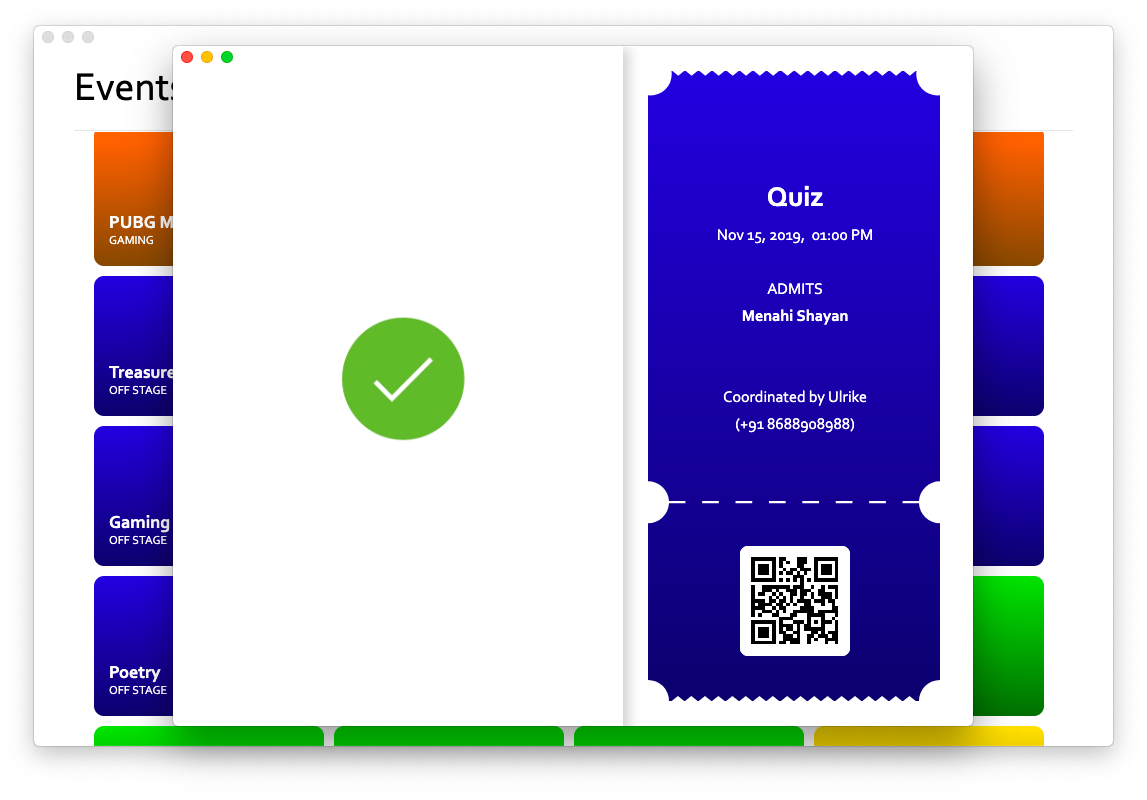 Events
PUBG M
GAMING
Treasure
OFF STAGE
Gaming
OFF STAGE
Poetry
OFF STAGE
Quiz
Nov 15, 2019, 01:00 PM
ADMITS
Menahi Shayan
Coordinated by Ulrike
(+91 8688908988)